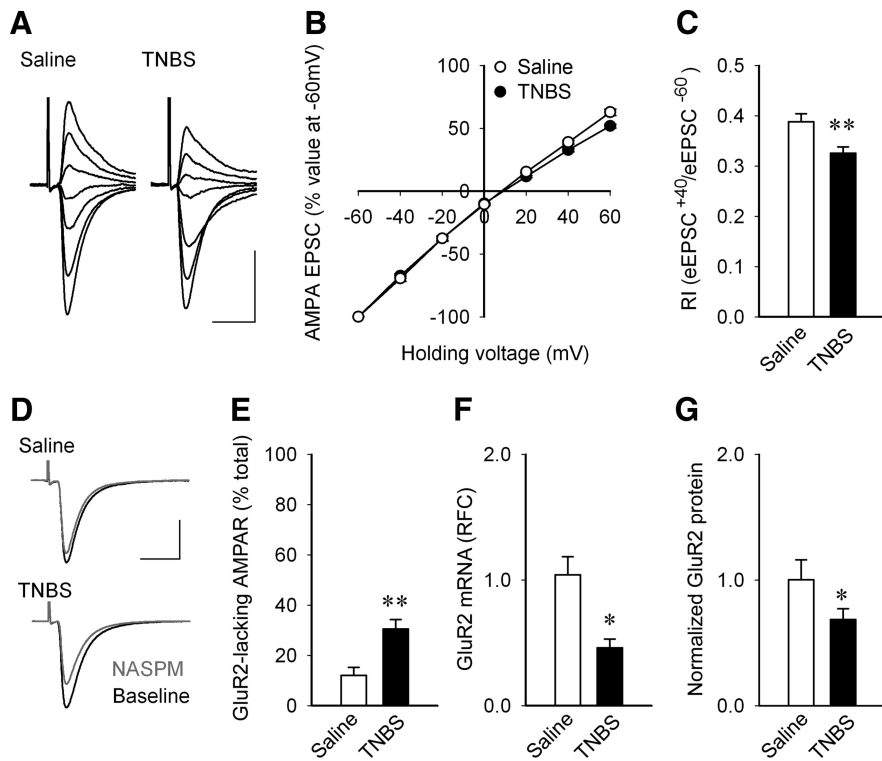 A
Saline
TNBS
B
AMPA EPSC (% value at -60mV)
100
50
0
-50
-100
-60
-40
-20
0
20
40
60
Saline
TNBS
Holding voltage (mV)
C
RI (eEPSC +40/eEPSC -60)
0.5
0.4
0.3
0.2
0.1
0.0
**
Saline
TNBS
D
Saline
TNBS
NASPM
Baseline
E
GluR2-lacking AMPAR (% total)
100
80
60
40
20
0
**
Saline
TNBS
F
GluR2 mRNA (RFC)
2.0
1.0
0.0
*
Saline
TNBS
G
Normalized GluR2 protein
2.0
1.0
0.0
*
Saline
TNBS